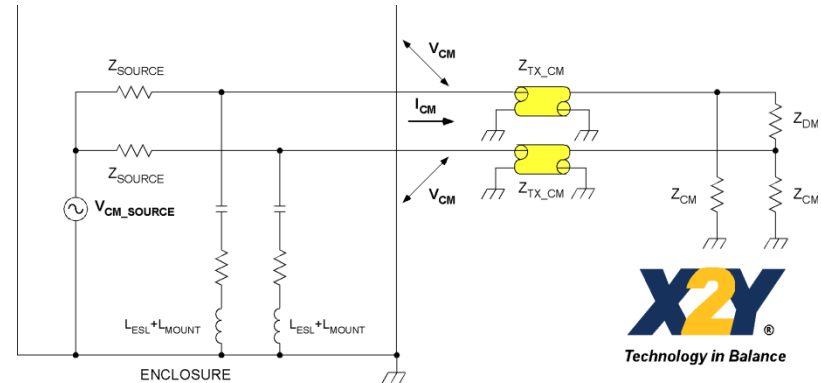 V_CM
Z_SOURCE
Z_TX_CM
I_CM
Z_DM
Z_SOURCE
V_CM
Z_TX_CM
V_CM_SOURCE
Z_CM
Z_CM
L_ESL+L_MOUNT
L_ESL+L_MOUNT
X2Y®
Technology in Balance
ENCLOSURE